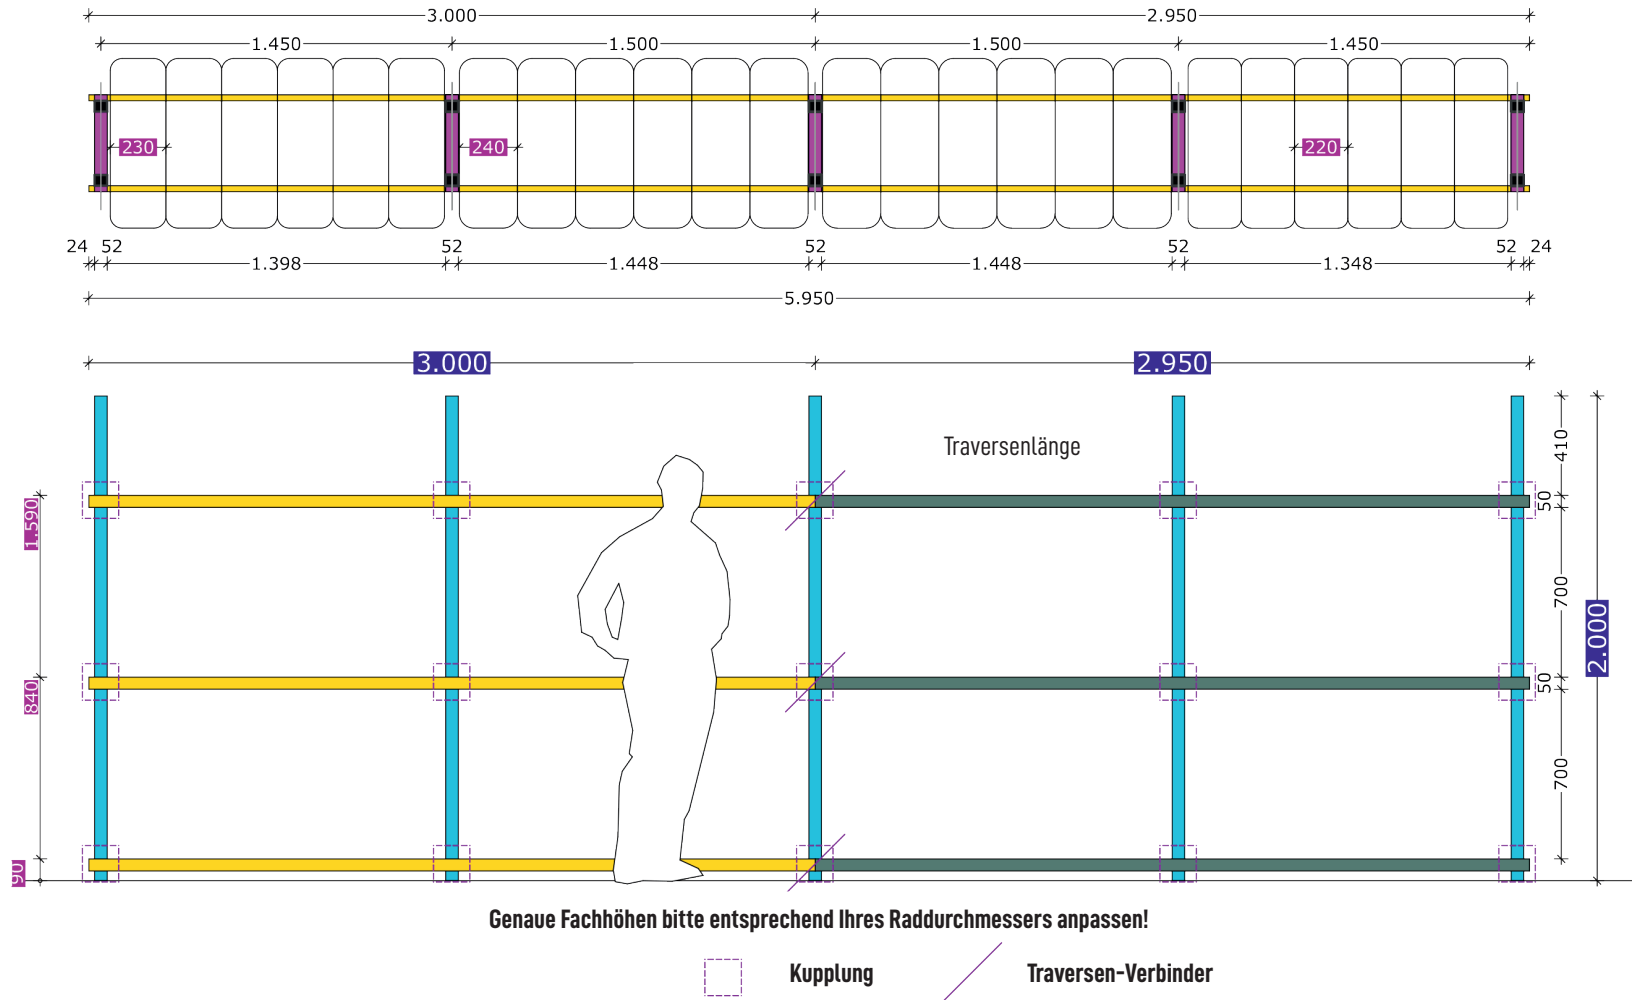 3.000 2.950
1.450 1.500 1.500 1.450
230 240 220
24 52 52 52 52 52 24
1.398 1.448 1.448 1.348
5.950
3.000 2.950
Traversenlänge
410
1.590
50
700
2.000
840
50
700
90
Genaue Fachhöhen bitte entsprechend Ihres Raddurchmessers anpassen!
Kupplung Traversen-Verbinder